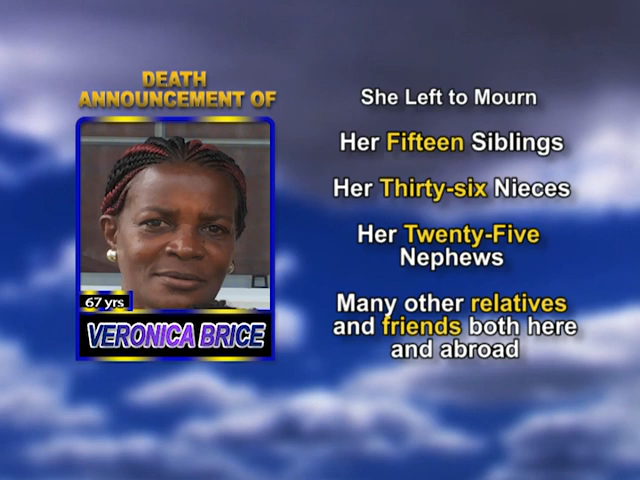 DEATH
ANNOUNCEMENT OF
67 yrs
VERONICA BRICE
She Left to Mourn
Her Fifteen Siblings
Her Thirty-six Nieces
Her Twenty-Five
Nephews
Many other relatives
and friends both here
and abroad